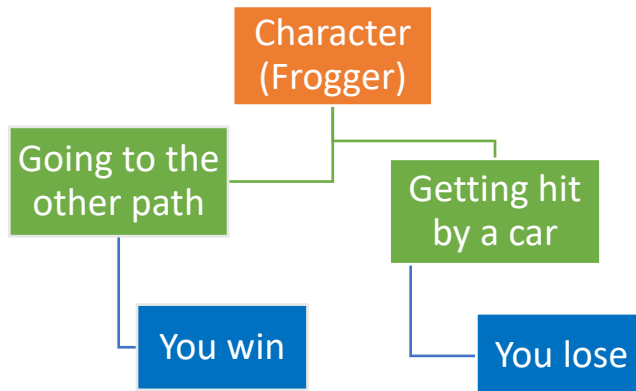 Character
(Frogger)
Going to the
other path
Getting hit
by a car
You win
You lose